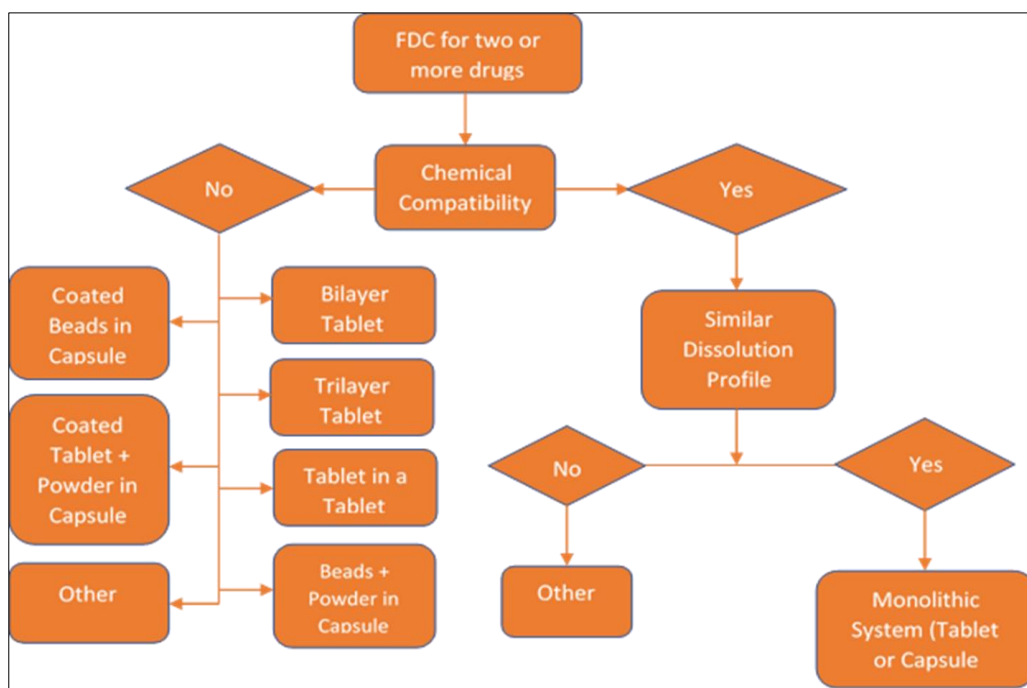 FDC for two or
more drugs
No
Chemical
Compatibility
Yes
Coated
Beads in
Capsule
Bilayer
Tablet
Similar
Dissolution
Profile
Trilayer
Tablet
Coated
Tablet +
Powder in
Capsule
Tablet in a
Tablet
No
Yes
Other
Beads +
Powder in
Capsule
Other
Monolithic
System (Tablet
or Capsule